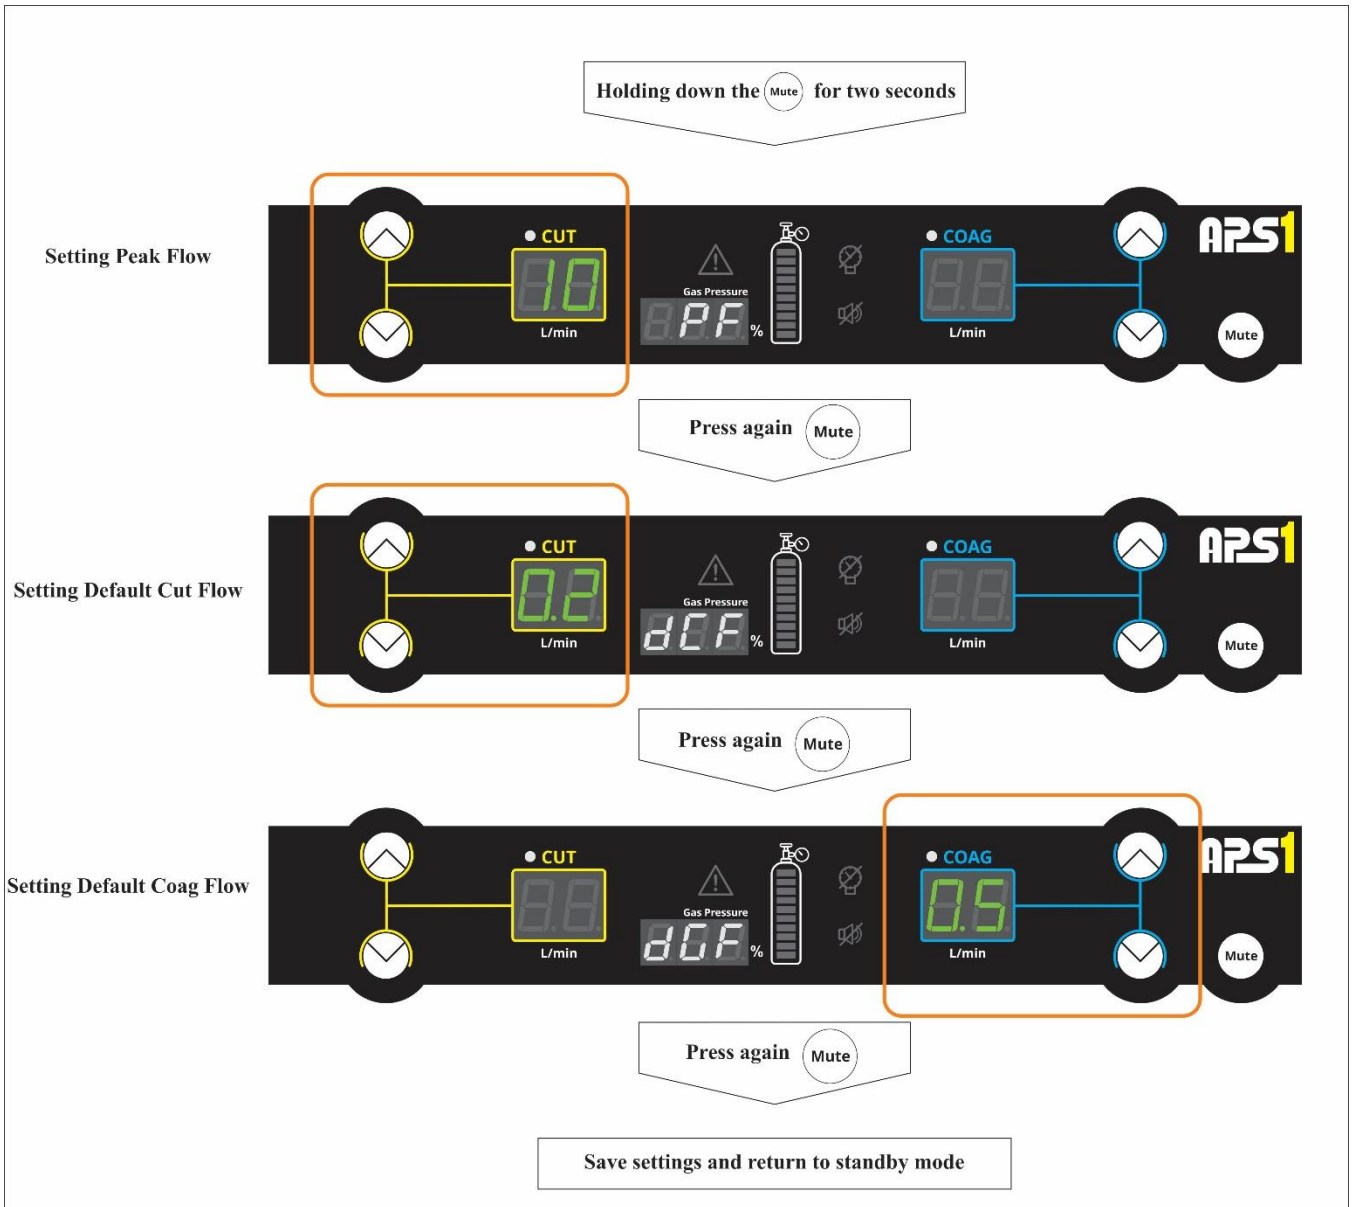 Holding down the Mute for two seconds
Setting Peak Flow
CUT
10
L/min
Gas Pressure
PF %
COAG
L/min
APS1
Mute
Press again Mute
Setting Default Cut Flow
CUT
0.2
L/min
Gas Pressure
dCF %
COAG
L/min
APS1
Mute
Press again Mute
Setting Default Coag Flow
CUT
L/min
Gas Pressure
dGF %
COAG
0.5
L/min
APS1
Mute
Press again Mute
Save settings and return to standby mode